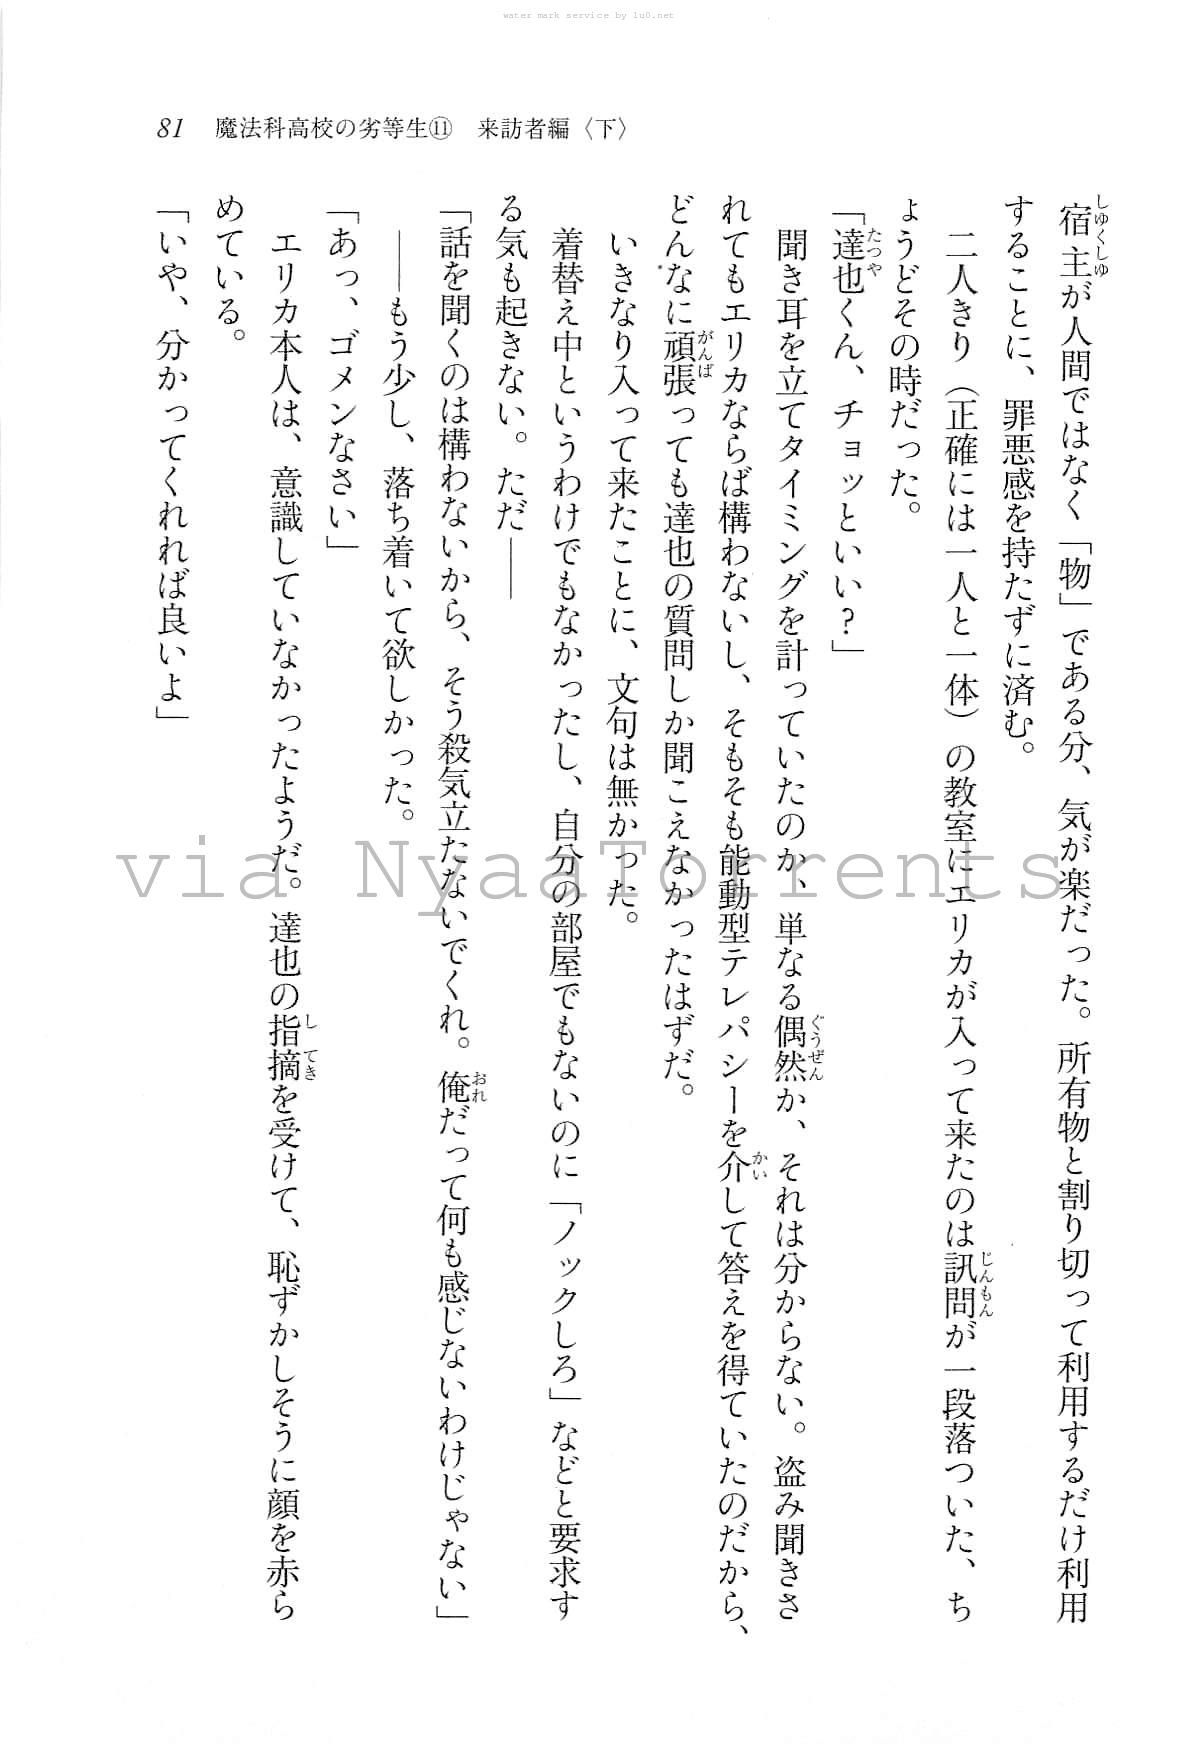 water mark service by lu0.net
81 魔法科高校の劣等生⑪ 来訪者編〈下〉
宿主が人間ではなく「物」である分、気が楽だった。所有物と割り切って利用するだけ利用
することに、罪悪感を持たずに済む。
二人きり（正確には一人と一体）の教室にエリカが入って来たのは訊問が一段落ついた、ち
ょうどその時だった。
「達也くん、チョッといい？」
聞き耳を立てタイミングを計っていたのか、単なる偶然か、それは分からない。盗み聞きさ
れてもエリカならば構わないし、そもそも能動型テレパシーを介して答えを得ていたのだから、
どんなに頑張っても達也の質問しか聞こえなかったはずだ。
いきなり入って来たことに、文句は無かった。
着替え中というわけでもなかったし、自分の部屋でもないのに「ノックしろ」などと要求す
る気も起きない。ただ――
「話を聞くのは構わないから、そう殺気立たないでくれ。俺だって何も感じないわけじゃない」
――もう少し、落ち着いて欲しかった。
「あっ、ゴメンなさい」
エリカ本人は、意識していなかったようだ。達也の指摘を受けて、恥ずかしそうに顔を赤ら
めている。
「いや、分かってくれれば良いよ」
via NyaaTorrents